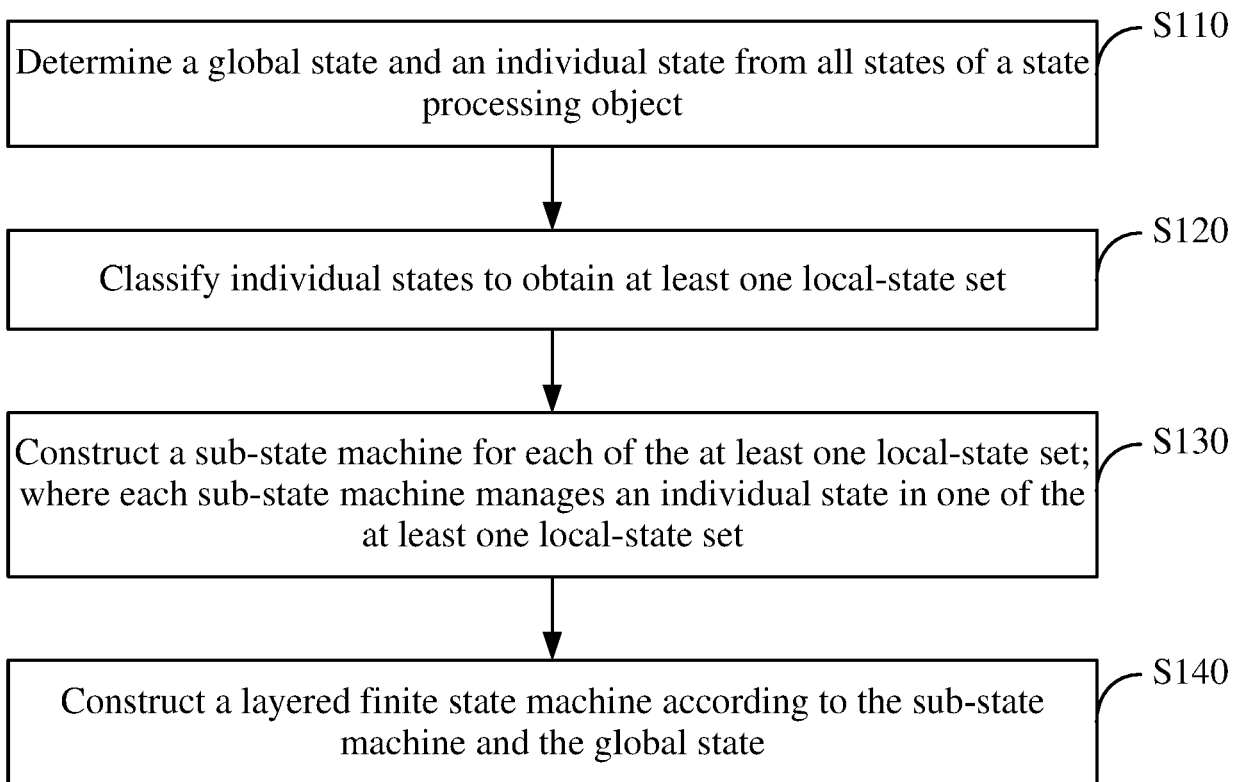 S110
Determine a global state and an individual state from all states of a state
processing object
S120
Classify individual states to obtain at least one local-state set
S130
Construct a sub-state machine for each of the at least one local-state set;
where each sub-state machine manages an individual state in one of the
at least one local-state set
S140
Construct a layered finite state machine according to the sub-state
machine and the global state